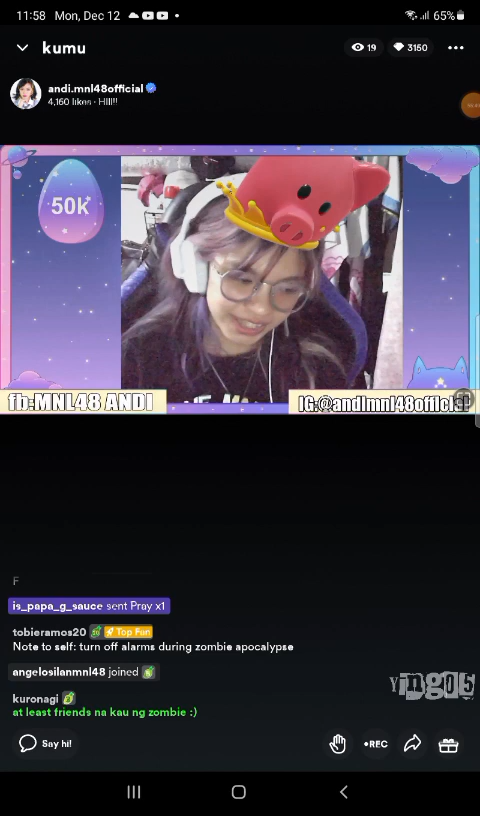 11:58 Mon, Dec 12
65%
kumu
19
3150
andi.mnl48official
4,160 likes · HIII!!
50K
fb:MNL48 ANDI
IG:@andimnl48official
F
is_papa_g_sauce sent Pray x1
tobieramos20 Top Fan
Note to self: turn off alarms during zombie apocalypse
angelosilanmnl48 joined
kuronagi
at least friends na kau ng zombie :)
Yingo5
Say hi!
•REC